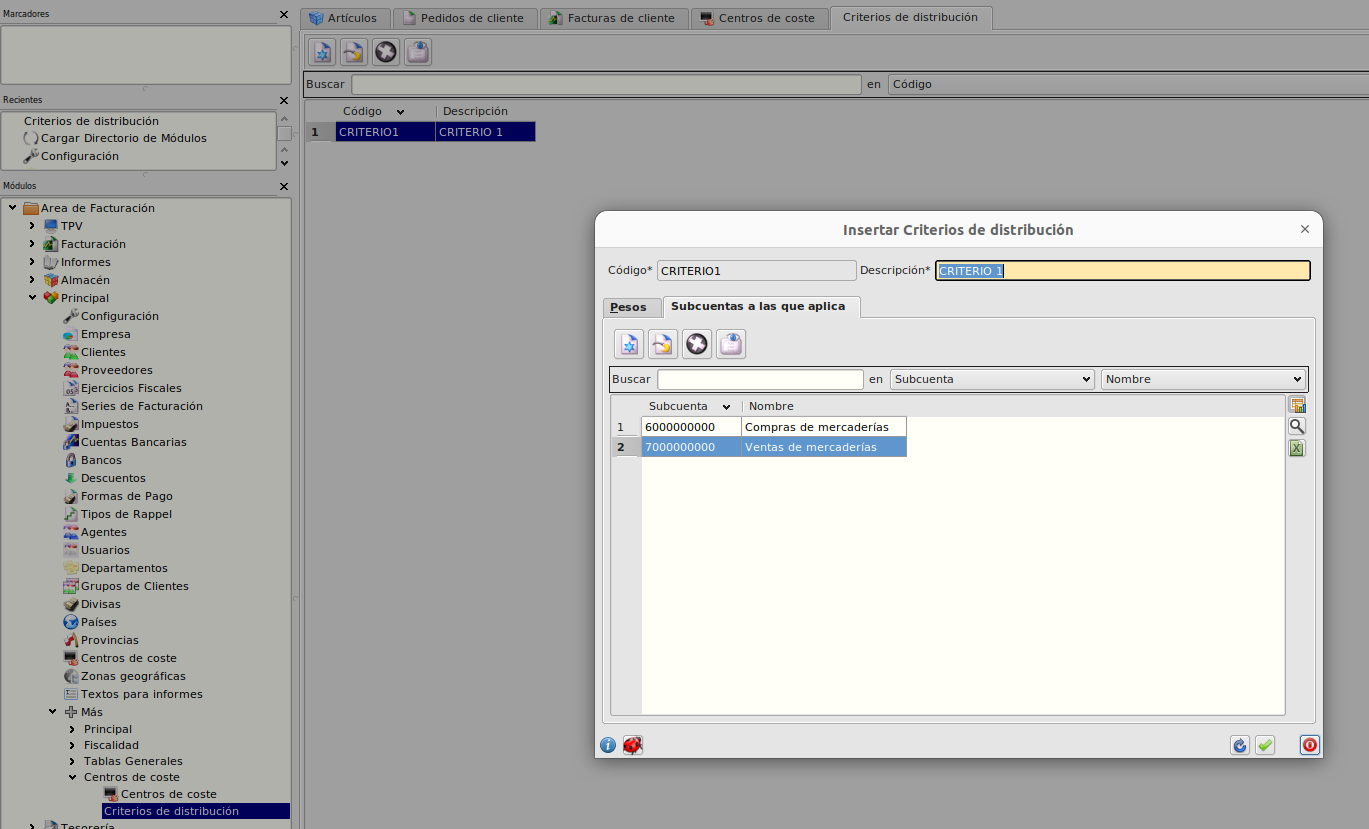 Marcadores
Recientes
Criterios de distribución
Cargar Directorio de Módulos
Configuración
Módulos
Area de Facturación
TPV
Facturación
Informes
Almacén
Principal
Configuración
Empresa
Clientes
Proveedores
Ejercicios Fiscales
Series de Facturación
Impuestos
Cuentas Bancarias
Bancos
Descuentos
Formas de Pago
Tipos de Rappel
Agentes
Usuarios
Departamentos
Grupos de Clientes
Divisas
Países
Provincias
Centros de coste
Zonas geográficas
Textos para informes
Más
Principal
Fiscalidad
Tablas Generales
Centros de coste
Centros de coste
Criterios de distribución
Tesorería
Artículos Pedidos de cliente Facturas de cliente Centros de coste Criterios de distribución
Buscar en Código
Código Descripción
1 CRITERIO1 CRITERIO 1
Insertar Criterios de distribución
Código* CRITERIO1 Descripción* CRITERIO 1
Pesos Subcuentas a las que aplica
Buscar en Subcuenta Nombre
Subcuenta Nombre
1 6000000000 Compras de mercaderías
2 7000000000 Ventas de mercaderías